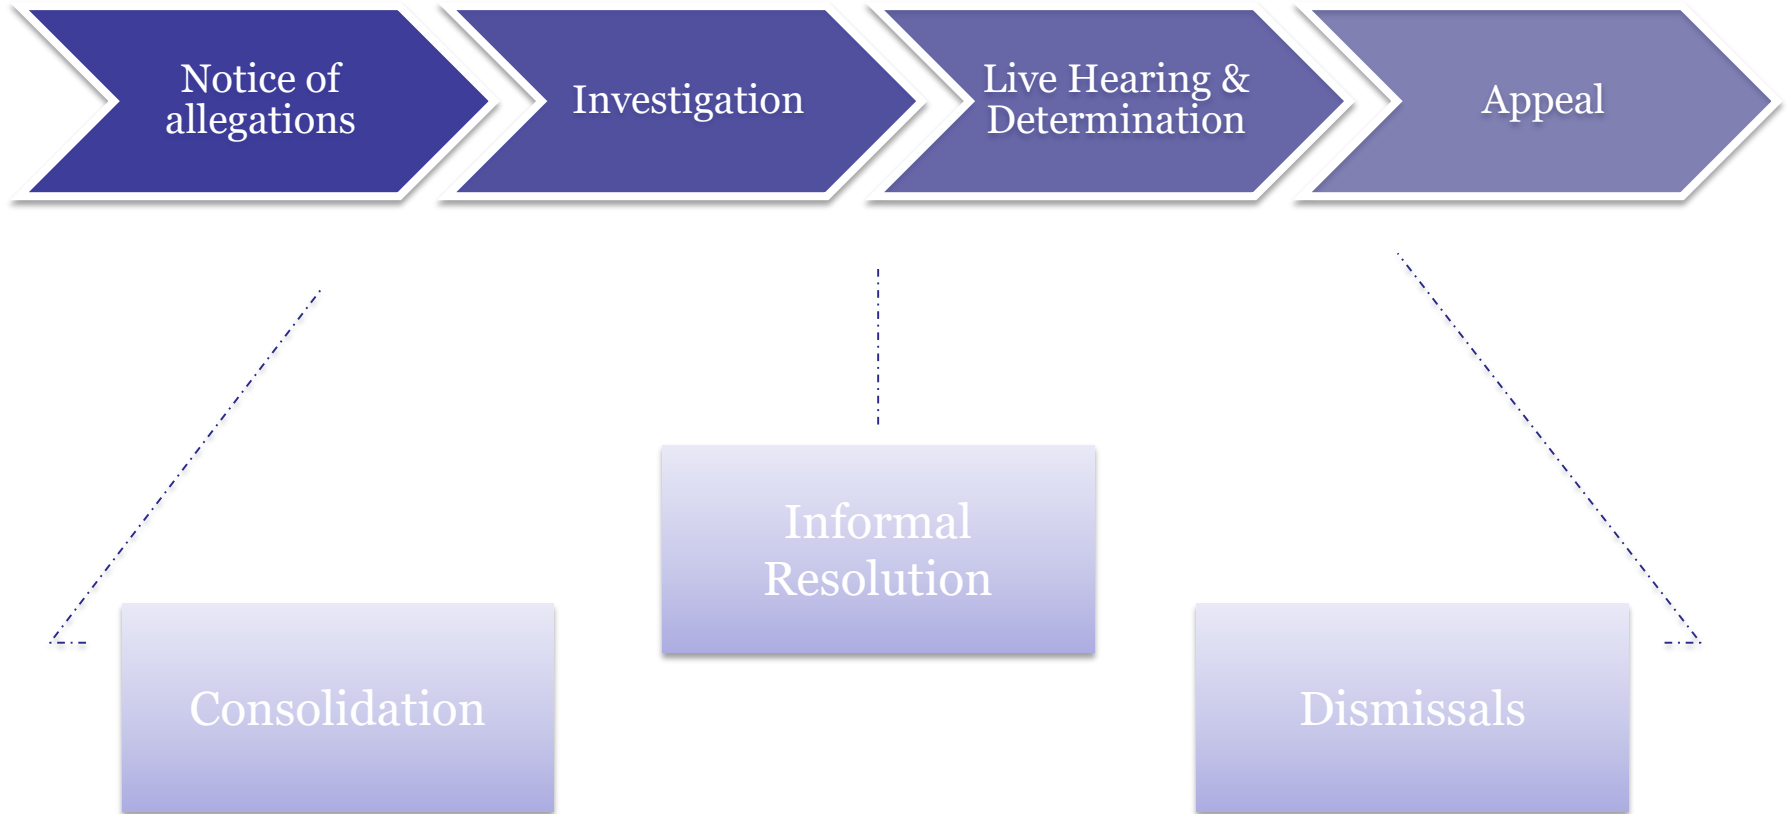 Notice of
allegations
Investigation
Live Hearing &
Determination
Appeal
Informal
Resolution
Consolidation
Dismissals